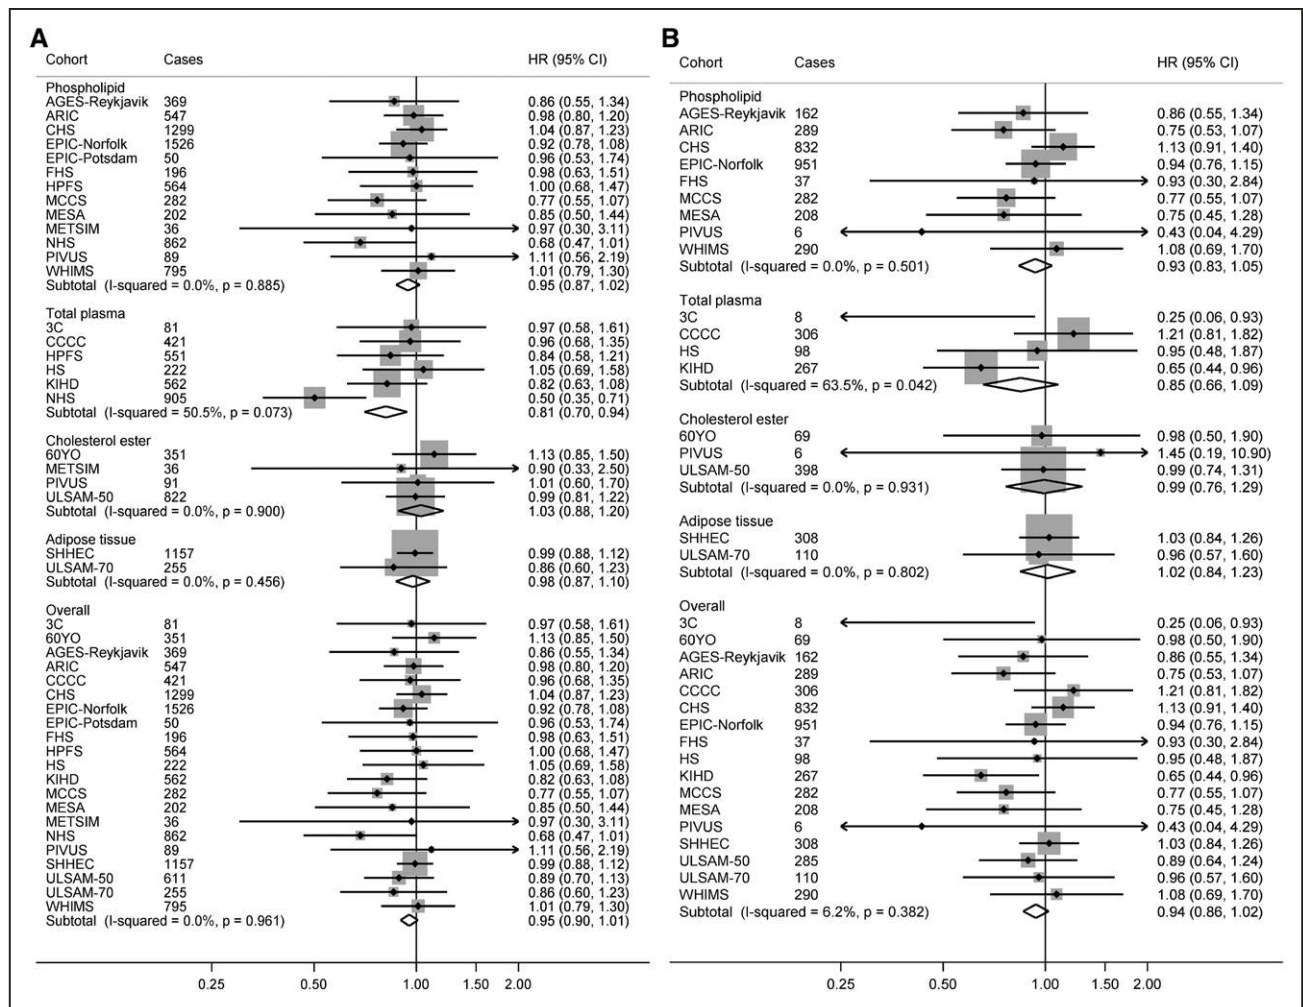 A
Cohort Cases HR (95% CI)
Phospholipid
AGES-Reykjavik 369 0.86 (0.55, 1.34)
ARIC 547 0.98 (0.80, 1.20)
CHS 1299 1.04 (0.87, 1.23)
EPIC-Norfolk 1526 0.92 (0.78, 1.08)
EPIC-Potsdam 50 0.96 (0.53, 1.74)
FHS 196 0.98 (0.63, 1.51)
HPFS 564 1.00 (0.68, 1.47)
MCCS 282 0.77 (0.55, 1.07)
MESA 202 0.85 (0.50, 1.44)
METSIM 36 0.97 (0.30, 3.11)
NHS 862 0.68 (0.47, 1.01)
PIVUS 89 1.11 (0.56, 2.19)
WHIMS 795 1.01 (0.79, 1.30)
Subtotal (I-squared = 0.0%, p = 0.885) 0.95 (0.87, 1.02)
Total plasma
3C 81 0.97 (0.58, 1.61)
CCCC 421 0.96 (0.68, 1.35)
HPFS 551 0.84 (0.58, 1.21)
HS 222 1.05 (0.69, 1.58)
KIHD 562 0.82 (0.63, 1.08)
NHS 905 0.50 (0.35, 0.71)
Subtotal (I-squared = 50.5%, p = 0.073) 0.81 (0.70, 0.94)
Cholesterol ester
60YO 351 1.13 (0.85, 1.50)
METSIM 36 0.90 (0.33, 2.50)
PIVUS 91 1.01 (0.60, 1.70)
ULSAM-50 822 0.99 (0.81, 1.22)
Subtotal (I-squared = 0.0%, p = 0.900) 1.03 (0.88, 1.20)
Adipose tissue
SHHEC 1157 0.99 (0.88, 1.12)
ULSAM-70 255 0.86 (0.60, 1.23)
Subtotal (I-squared = 0.0%, p = 0.456) 0.98 (0.87, 1.10)
Overall
3C 81 0.97 (0.58, 1.61)
60YO 351 1.13 (0.85, 1.50)
AGES-Reykjavik 369 0.86 (0.55, 1.34)
ARIC 547 0.98 (0.80, 1.20)
CCCC 421 0.96 (0.68, 1.35)
CHS 1299 1.04 (0.87, 1.23)
EPIC-Norfolk 1526 0.92 (0.78, 1.08)
EPIC-Potsdam 50 0.96 (0.53, 1.74)
FHS 196 0.98 (0.63, 1.51)
HPFS 564 1.00 (0.68, 1.47)
HS 222 1.05 (0.69, 1.58)
KIHD 562 0.82 (0.63, 1.08)
MCCS 282 0.77 (0.55, 1.07)
MESA 202 0.85 (0.50, 1.44)
METSIM 36 0.97 (0.30, 3.11)
NHS 862 0.68 (0.47, 1.01)
PIVUS 89 1.11 (0.56, 2.19)
SHHEC 1157 0.99 (0.88, 1.12)
ULSAM-50 611 0.89 (0.70, 1.13)
ULSAM-70 255 0.86 (0.60, 1.23)
WHIMS 795 1.01 (0.79, 1.30)
Subtotal (I-squared = 0.0%, p = 0.961) 0.95 (0.90, 1.01)
0.25 0.50 1.00 1.50 2.00
B
Cohort Cases HR (95% CI)
Phospholipid
AGES-Reykjavik 162 0.86 (0.55, 1.34)
ARIC 289 0.75 (0.53, 1.07)
CHS 832 1.13 (0.91, 1.40)
EPIC-Norfolk 951 0.94 (0.76, 1.15)
FHS 37 0.93 (0.30, 2.84)
MCCS 282 0.77 (0.55, 1.07)
MESA 208 0.75 (0.45, 1.28)
PIVUS 6 0.43 (0.04, 4.29)
WHIMS 290 1.08 (0.69, 1.70)
Subtotal (I-squared = 0.0%, p = 0.501) 0.93 (0.83, 1.05)
Total plasma
3C 8 0.25 (0.06, 0.93)
CCCC 306 1.21 (0.81, 1.82)
HS 98 0.95 (0.48, 1.87)
KIHD 267 0.65 (0.44, 0.96)
Subtotal (I-squared = 63.5%, p = 0.042) 0.85 (0.66, 1.09)
Cholesterol ester
60YO 69 0.98 (0.50, 1.90)
PIVUS 6 1.45 (0.19, 10.90)
ULSAM-50 398 0.99 (0.74, 1.31)
Subtotal (I-squared = 0.0%, p = 0.931) 0.99 (0.76, 1.29)
Adipose tissue
SHHEC 308 1.03 (0.84, 1.26)
ULSAM-70 110 0.96 (0.57, 1.60)
Subtotal (I-squared = 0.0%, p = 0.802) 1.02 (0.84, 1.23)
Overall
3C 8 0.25 (0.06, 0.93)
60YO 69 0.98 (0.50, 1.90)
AGES-Reykjavik 162 0.86 (0.55, 1.34)
ARIC 289 0.75 (0.53, 1.07)
CCCC 306 1.21 (0.81, 1.82)
CHS 832 1.13 (0.91, 1.40)
EPIC-Norfolk 951 0.94 (0.76, 1.15)
FHS 37 0.93 (0.30, 2.84)
HS 98 0.95 (0.48, 1.87)
KIHD 267 0.65 (0.44, 0.96)
MCCS 282 0.77 (0.55, 1.07)
MESA 208 0.75 (0.45, 1.28)
PIVUS 6 0.43 (0.04, 4.29)
SHHEC 308 1.03 (0.84, 1.26)
ULSAM-50 285 0.89 (0.64, 1.24)
ULSAM-70 110 0.96 (0.57, 1.60)
WHIMS 290 1.08 (0.69, 1.70)
Subtotal (I-squared = 6.2%, p = 0.382) 0.94 (0.86, 1.02)
0.25 0.50 1.00 1.50 2.00